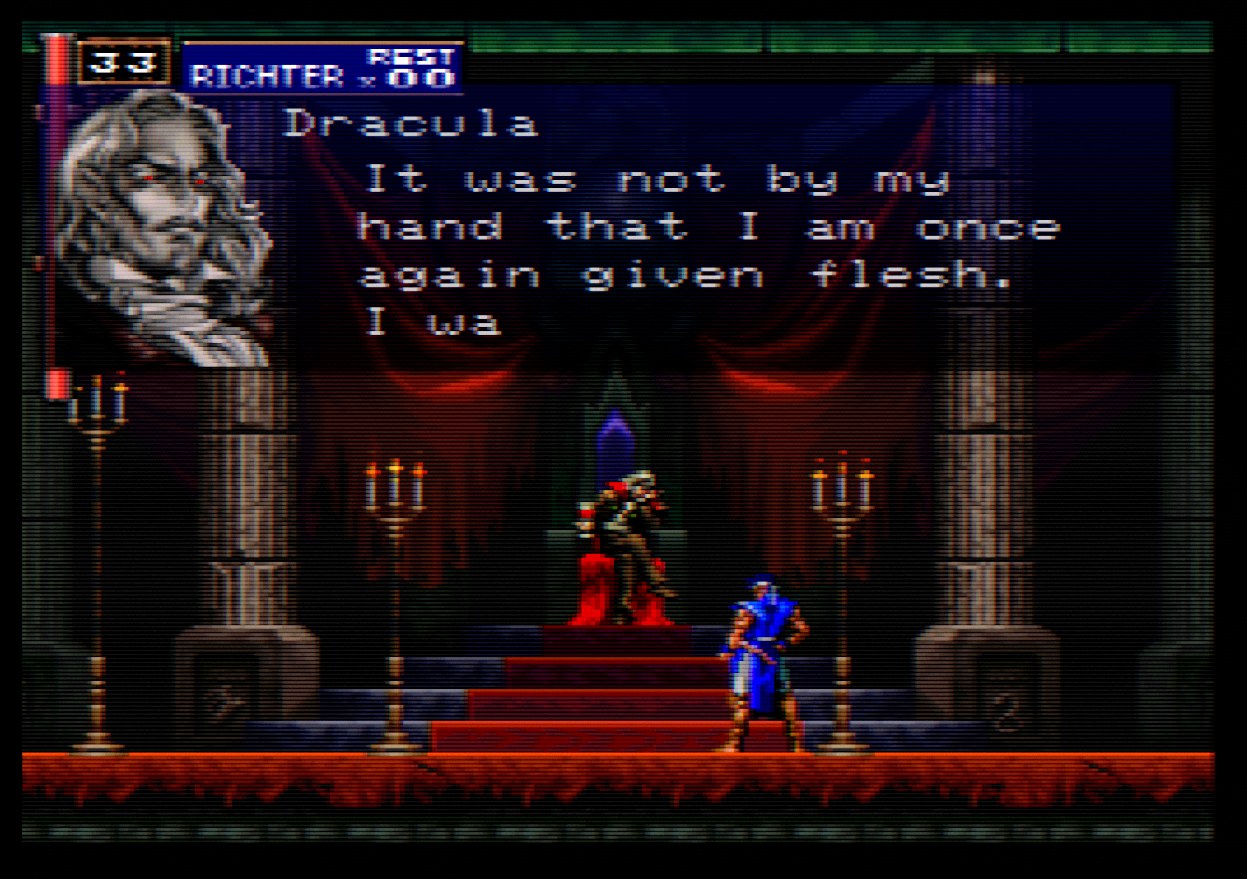 33
REST
RICHTER x 00
Dracula
It was not by my
hand that I am once
again given flesh.
I wa